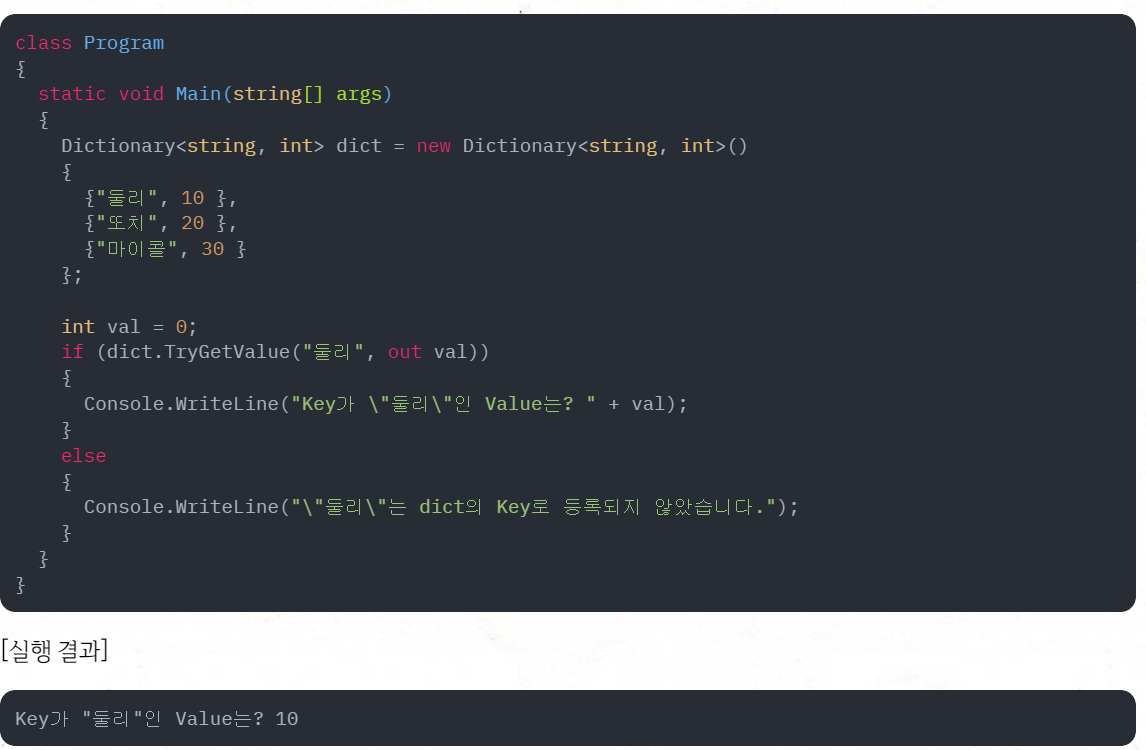 class Program
{
  static void Main(string[] args)
  {
    Dictionary<string, int> dict = new Dictionary<string, int>()
    {
      {"둘리", 10 },
      {"또치", 20 },
      {"마이콜", 30 }
    };

    int val = 0;
    if (dict.TryGetValue("둘리", out val))
    {
      Console.WriteLine("Key가 \"둘리\"인 Value는? " + val);
    }
    else
    {
      Console.WriteLine("\"둘리\"는 dict의 Key로 등록되지 않았습니다.");
    }
  }
}
[실행 결과]
Key가 "둘리"인 Value는? 10